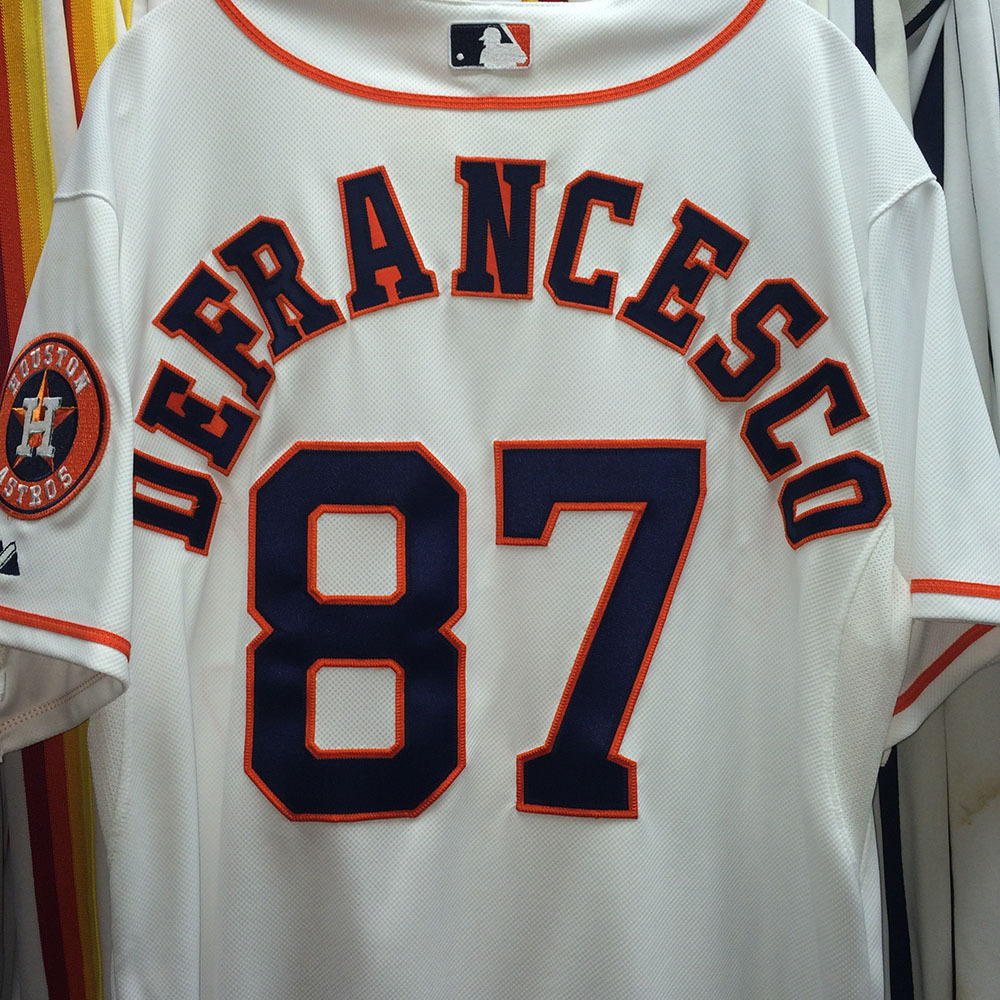 DEFRANCESCO
87
HOUSTON
H
ASTROS